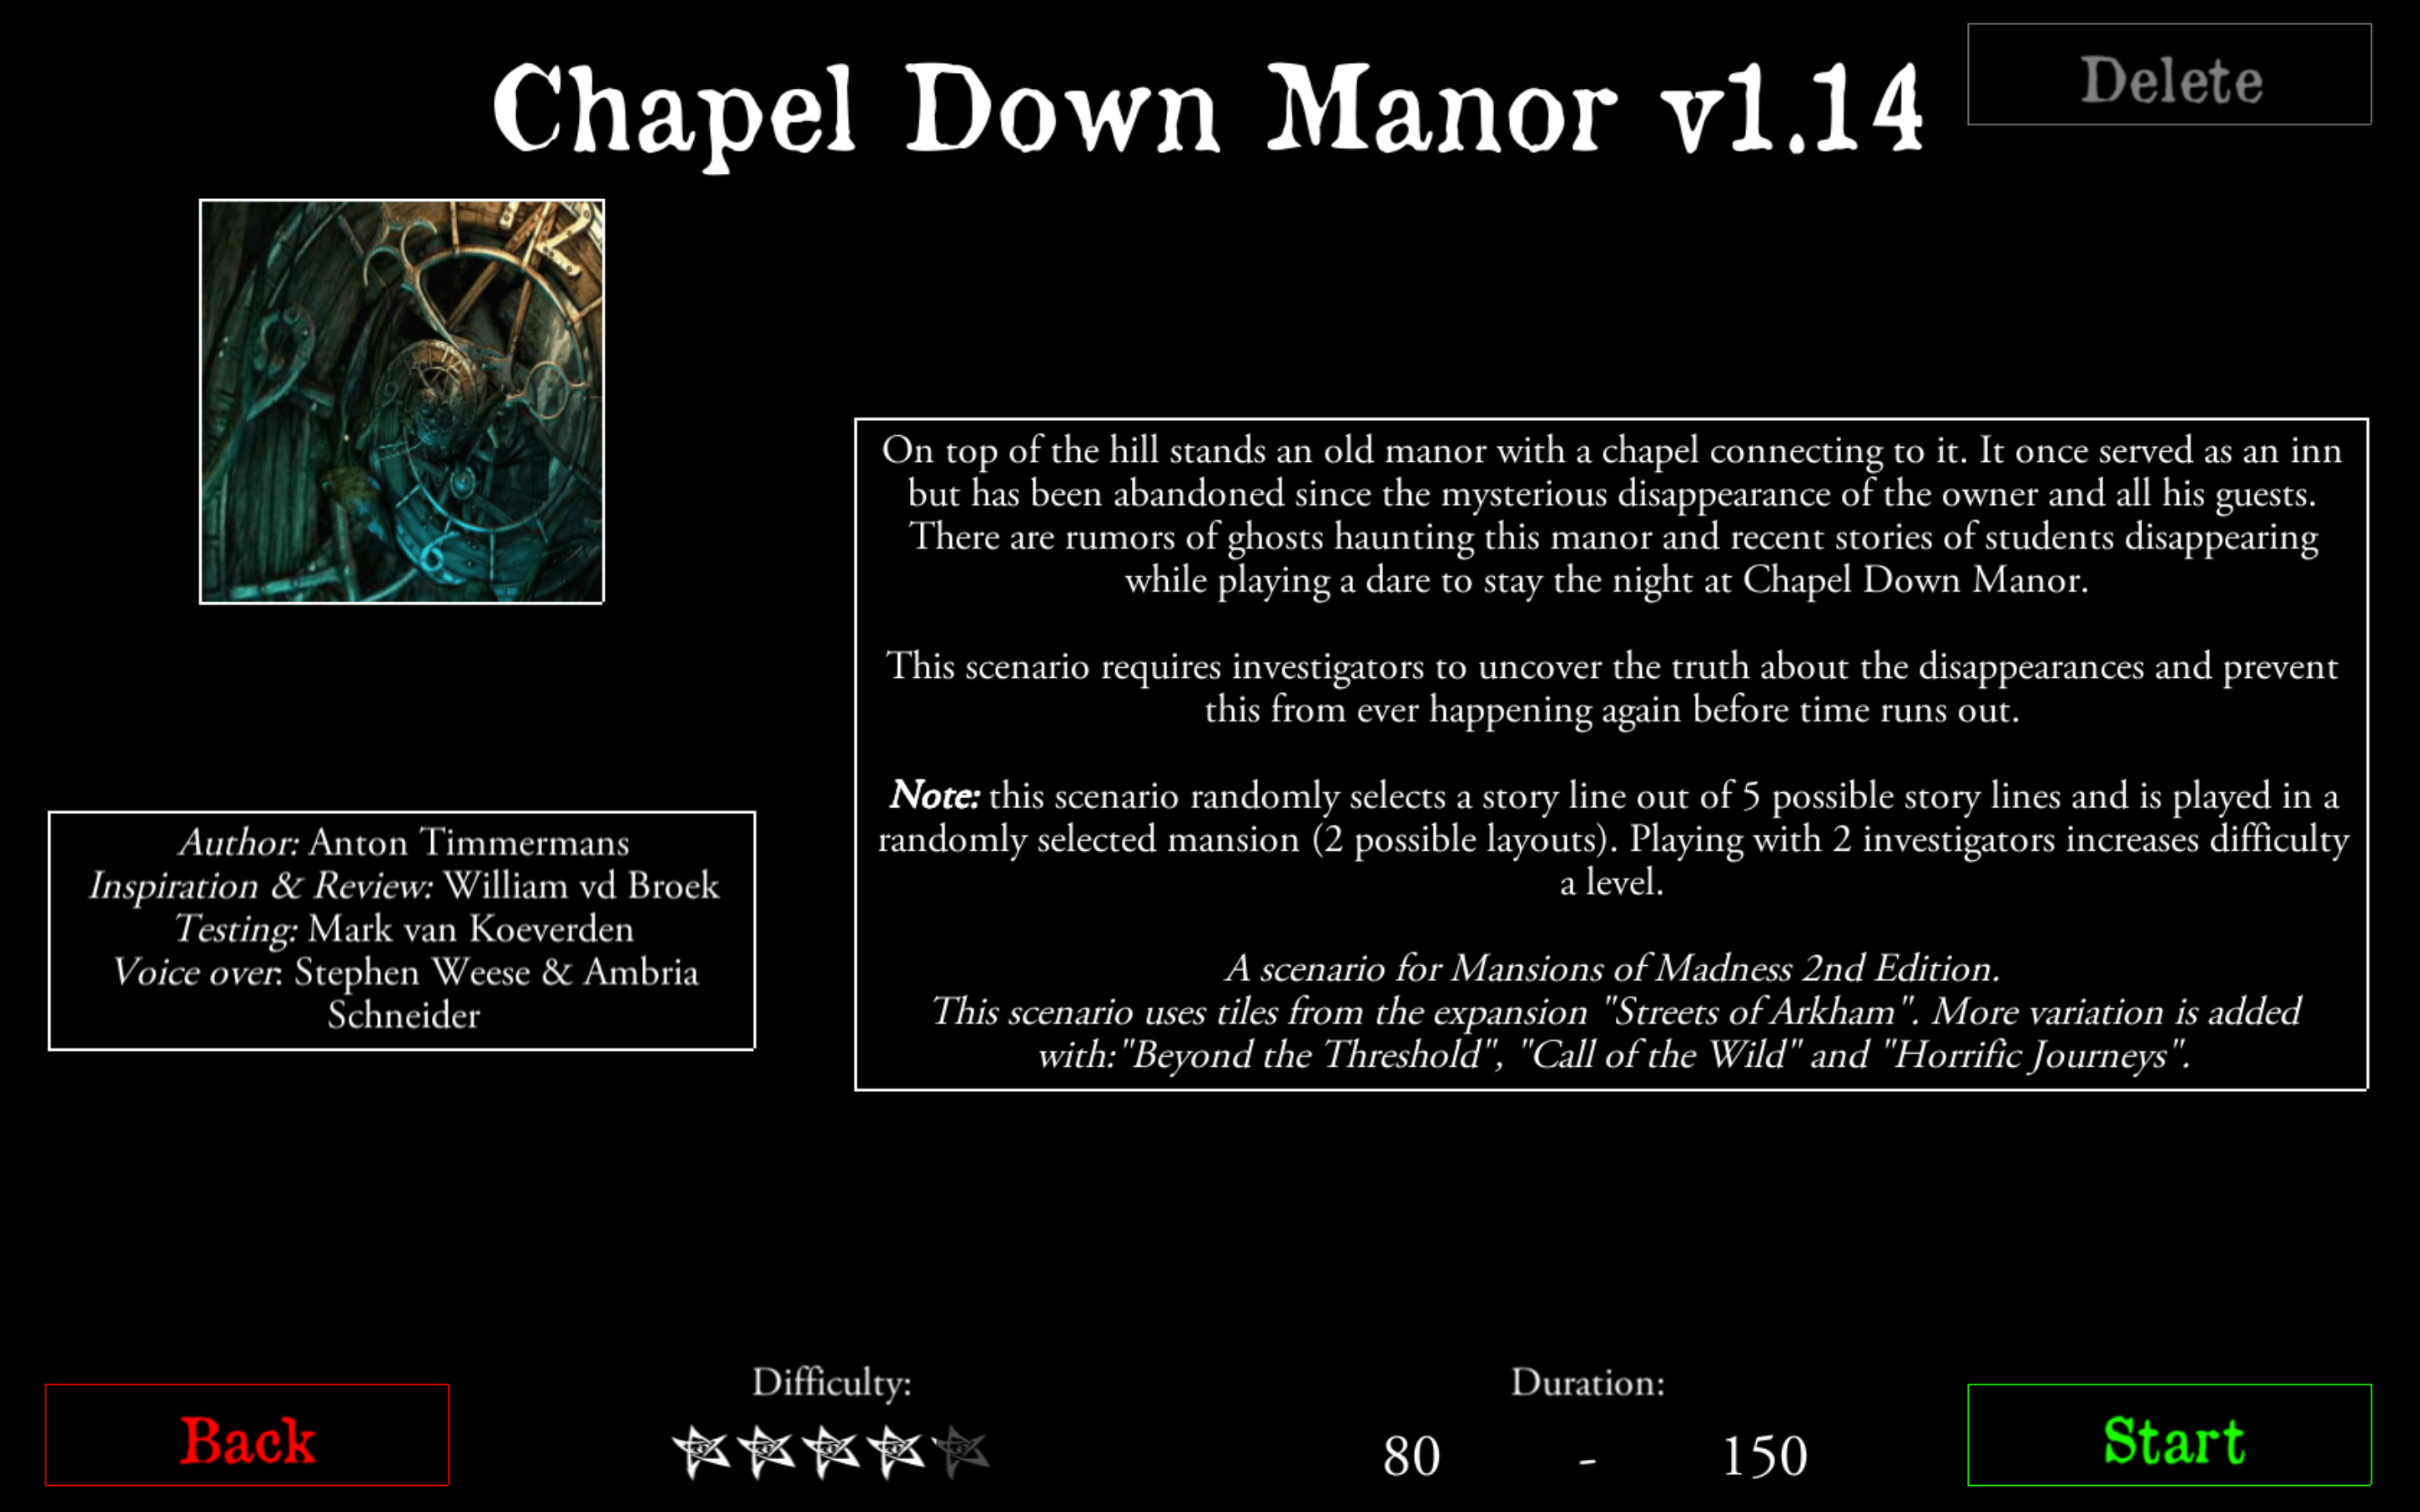 Chapel Down Manor v1.14
Delete
On top of the hill stands an old manor with a chapel connecting to it. It once served as an inn
but has been abandoned since the mysterious disappearance of the owner and all his guests.
There are rumors of ghosts haunting this manor and recent stories of students disappearing
while playing a dare to stay the night at Chapel Down Manor.
This scenario requires investigators to uncover the truth about the disappearances and prevent
this from ever happening again before time runs out.
Note: this scenario randomly selects a story line out of 5 possible story lines and is played in a
randomly selected mansion (2 possible layouts). Playing with 2 investigators increases difficulty
a level.
A scenario for Mansions of Madness 2nd Edition.
This scenario uses tiles from the expansion "Streets of Arkham". More variation is added
with:"Beyond the Threshold", "Call of the Wild" and "Horrific Journeys".
Author: Anton Timmermans
Inspiration & Review: William vd Broek
Testing: Mark van Koeverden
Voice over: Stephen Weese & Ambria
Schneider
Back
Difficulty:
Duration:
80 - 150
Start